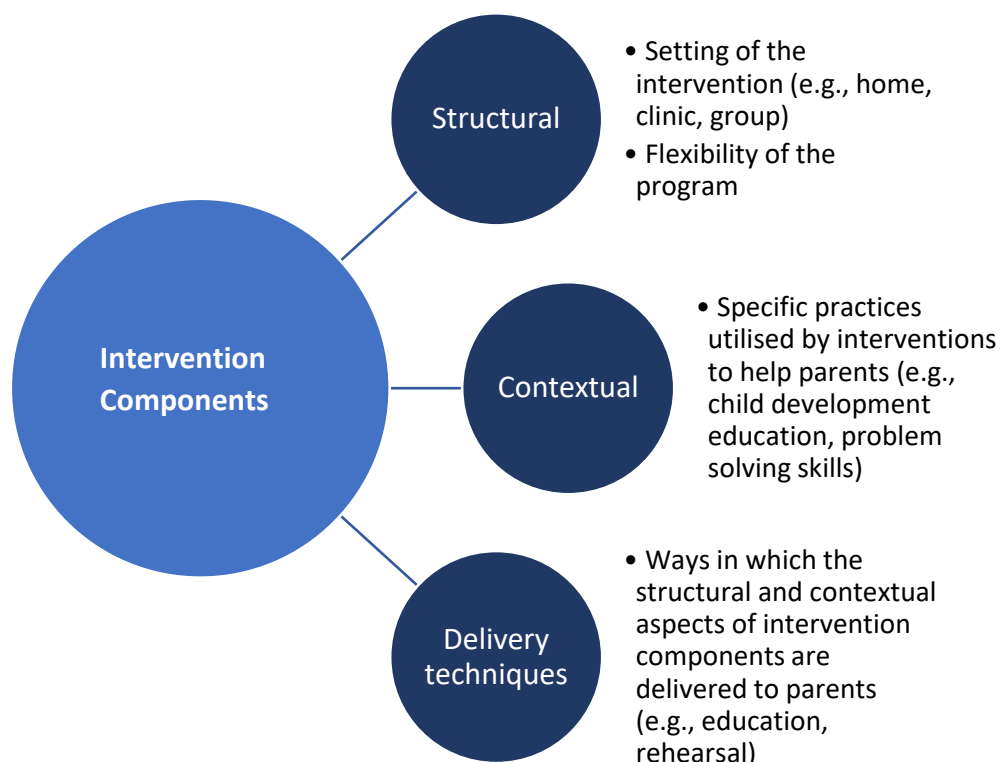 Intervention
Components
Structural
• Setting of the
intervention (e.g., home,
clinic, group)
• Flexibility of the
program
Contextual
• Specific practices
utilised by interventions
to help parents (e.g.,
child development
education, problem
solving skills)
Delivery
techniques
• Ways in which the
structural and contextual
aspects of intervention
components are
delivered to parents
(e.g., education,
rehearsal)